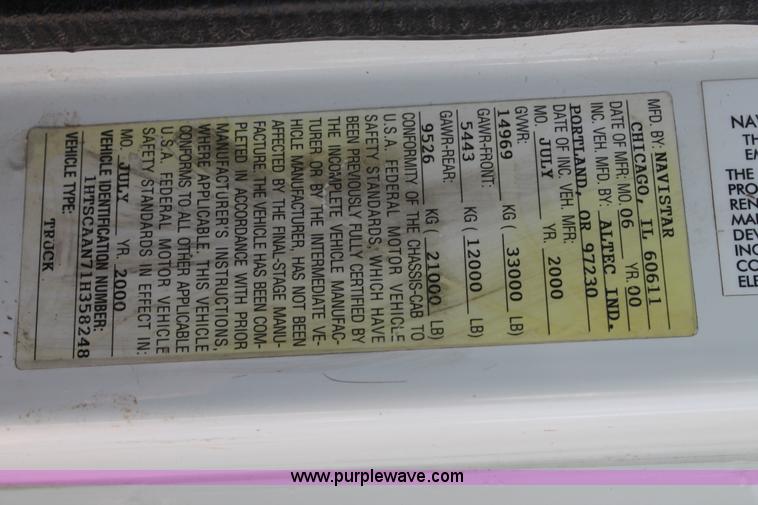 MFD. BY: NAVISTAR
CHICAGO, IL 60611
DATE OF MFR: MO. 06 YR. 00
INC. VEH. MFD. BY: ALTEC IND.
PORTLAND, OR 97230
DATE OF INC. VEH. MFR:
MO. JULY YR. 2000
GVWR:
14969 KG ( 33000 LB)
GAWR-FRONT:
5443 KG ( 12000 LB)
GAWR-REAR:
9526 KG ( 21000 LB)
CONFORMITY OF THE CHASSIS-CAB TO
U.S.A. FEDERAL MOTOR VEHICLE
SAFETY STANDARDS, WHICH HAVE
BEEN PREVIOUSLY FULLY CERTIFIED BY
THE INCOMPLETE VEHICLE MANUFAC-
TURER OR BY THE INTERMEDIATE VE-
HICLE MANUFACTURER, HAS NOT BEEN
AFFECTED BY THE FINAL-STAGE MANU-
FACTURE. THE VEHICLE HAS BEEN COM-
PLETED IN ACCORDANCE WITH PRIOR
MANUFACTURER'S INSTRUCTIONS,
WHERE APPLICABLE. THIS VEHICLE
CONFORMS TO ALL OTHER APPLICABLE
U.S.A. FEDERAL MOTOR VEHICLE
SAFETY STANDARDS IN EFFECT IN:
MO. JULY YR. 2000
VEHICLE IDENTIFICATION NUMBER:
1HTSCAAN71H358248
VEHICLE TYPE:
TRUCK
NAV
TH
EM
THE
PRO
REN
MAN
DEV
INC
CO
ELE
www.purplewave.com